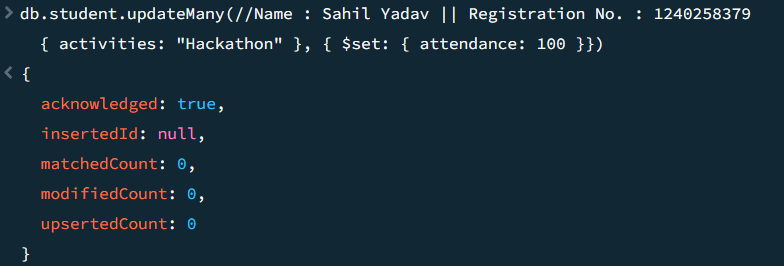 > db.student.updateMany(//Name : Sahil Yadav || Registration No. : 1240258379
{ activities: "Hackathon" }, { $set: { attendance: 100 }})
< {
acknowledged: true,
insertedId: null,
matchedCount: 0,
modifiedCount: 0,
upsertedCount: 0
}